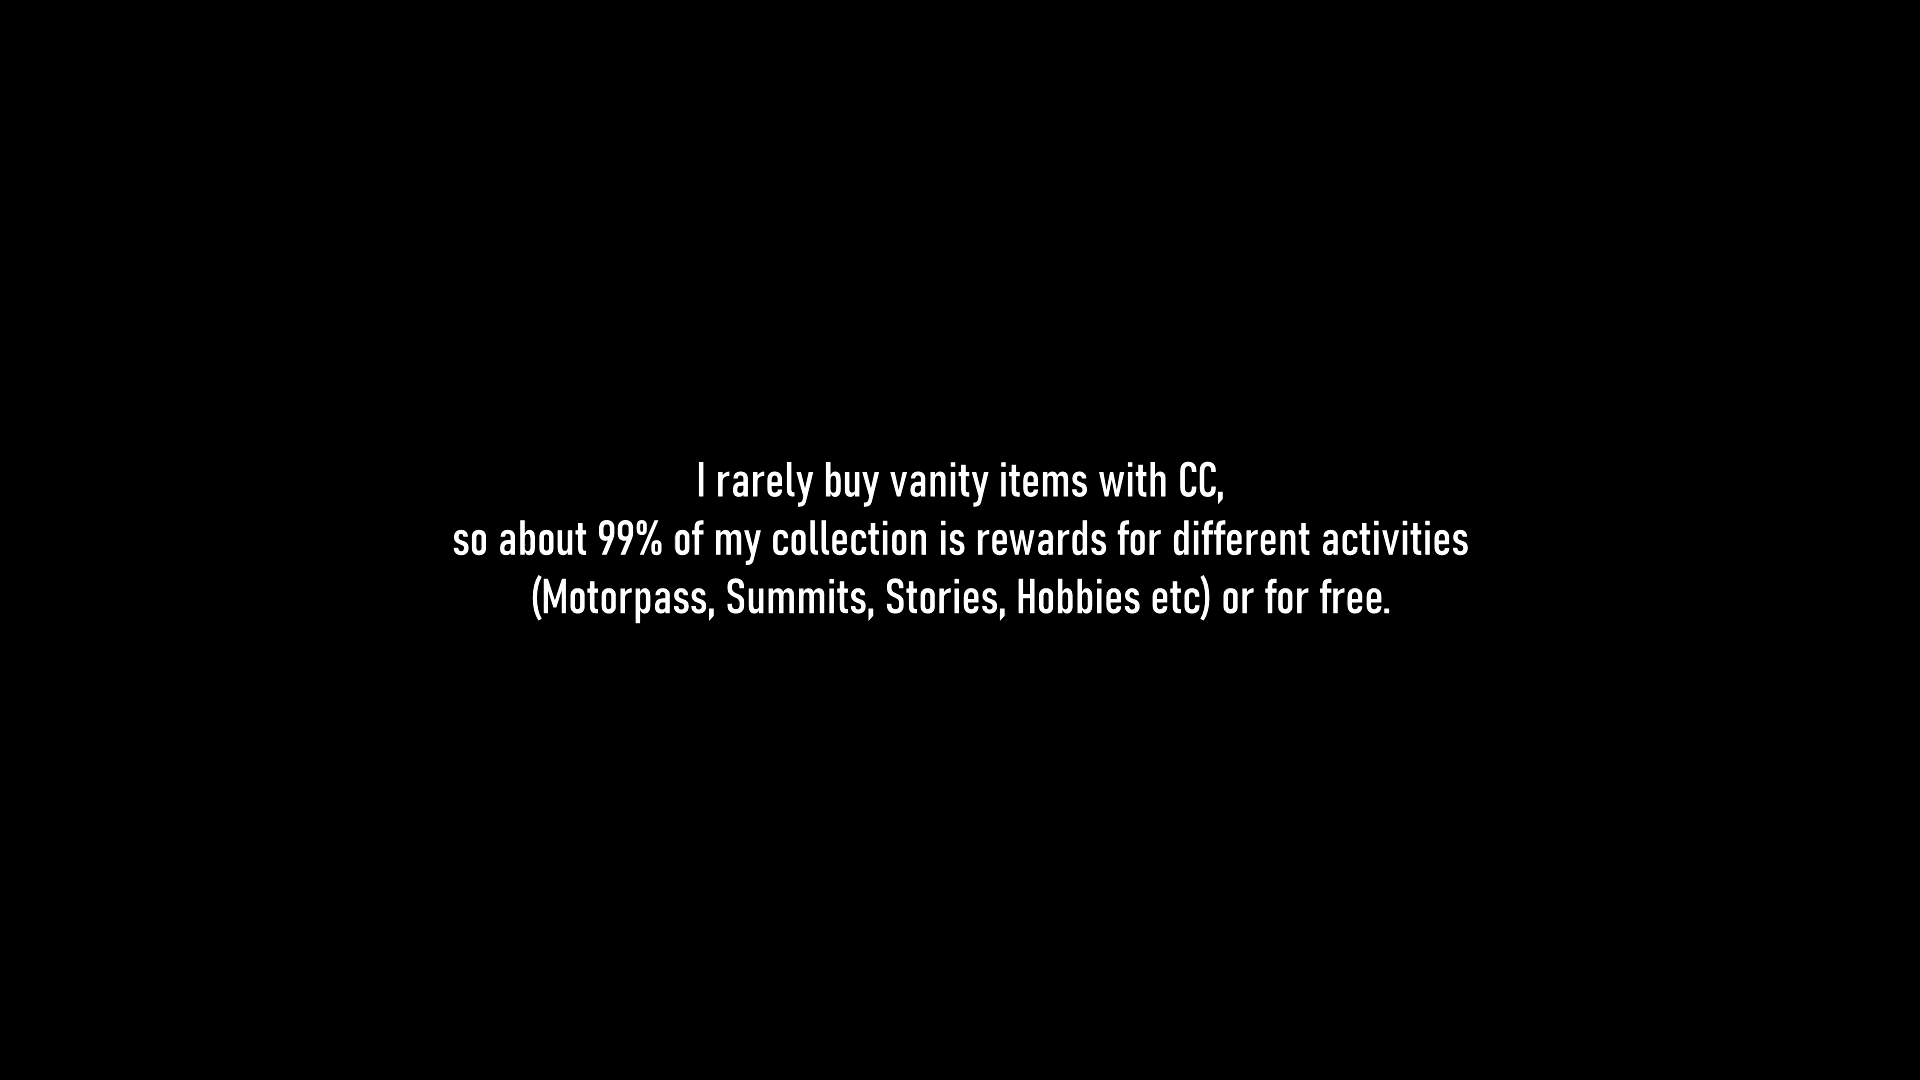 I rarely buy vanity items with CC,
so about 99% of my collection is rewards for different activities
(Motorpass, Summits, Stories, Hobbies etc) or for free.